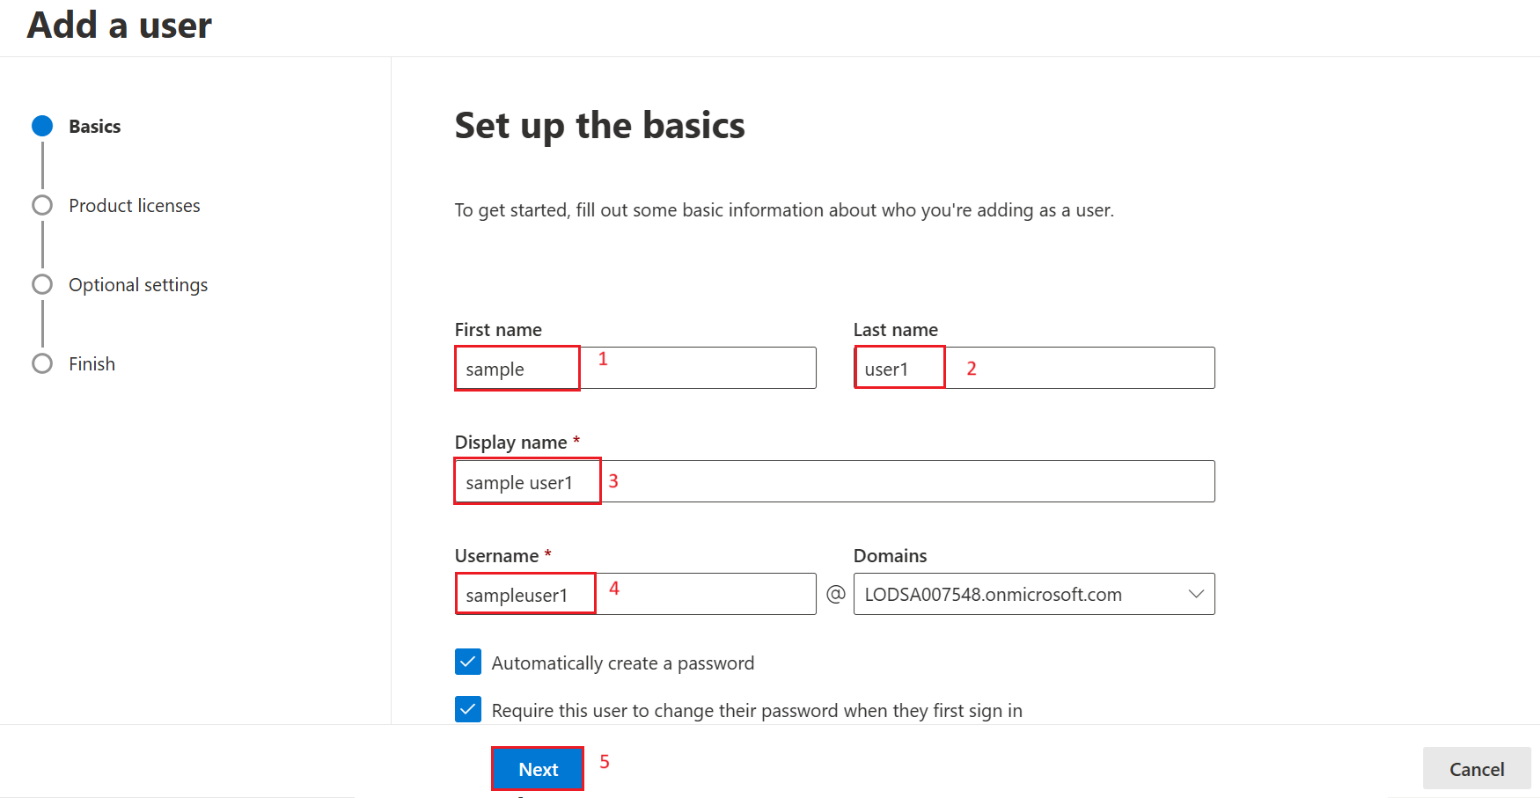 Add a user
Basics
Product licenses
Optional settings
Finish
Set up the basics
To get started, fill out some basic information about who you're adding as a user.
First name
Last name
sample 1
user1 2
Display name *
sample user1 3
Username *
Domains
sampleuser1 4
@ LODSA007548.onmicrosoft.com
Automatically create a password
Require this user to change their password when they first sign in
Next 5
Cancel